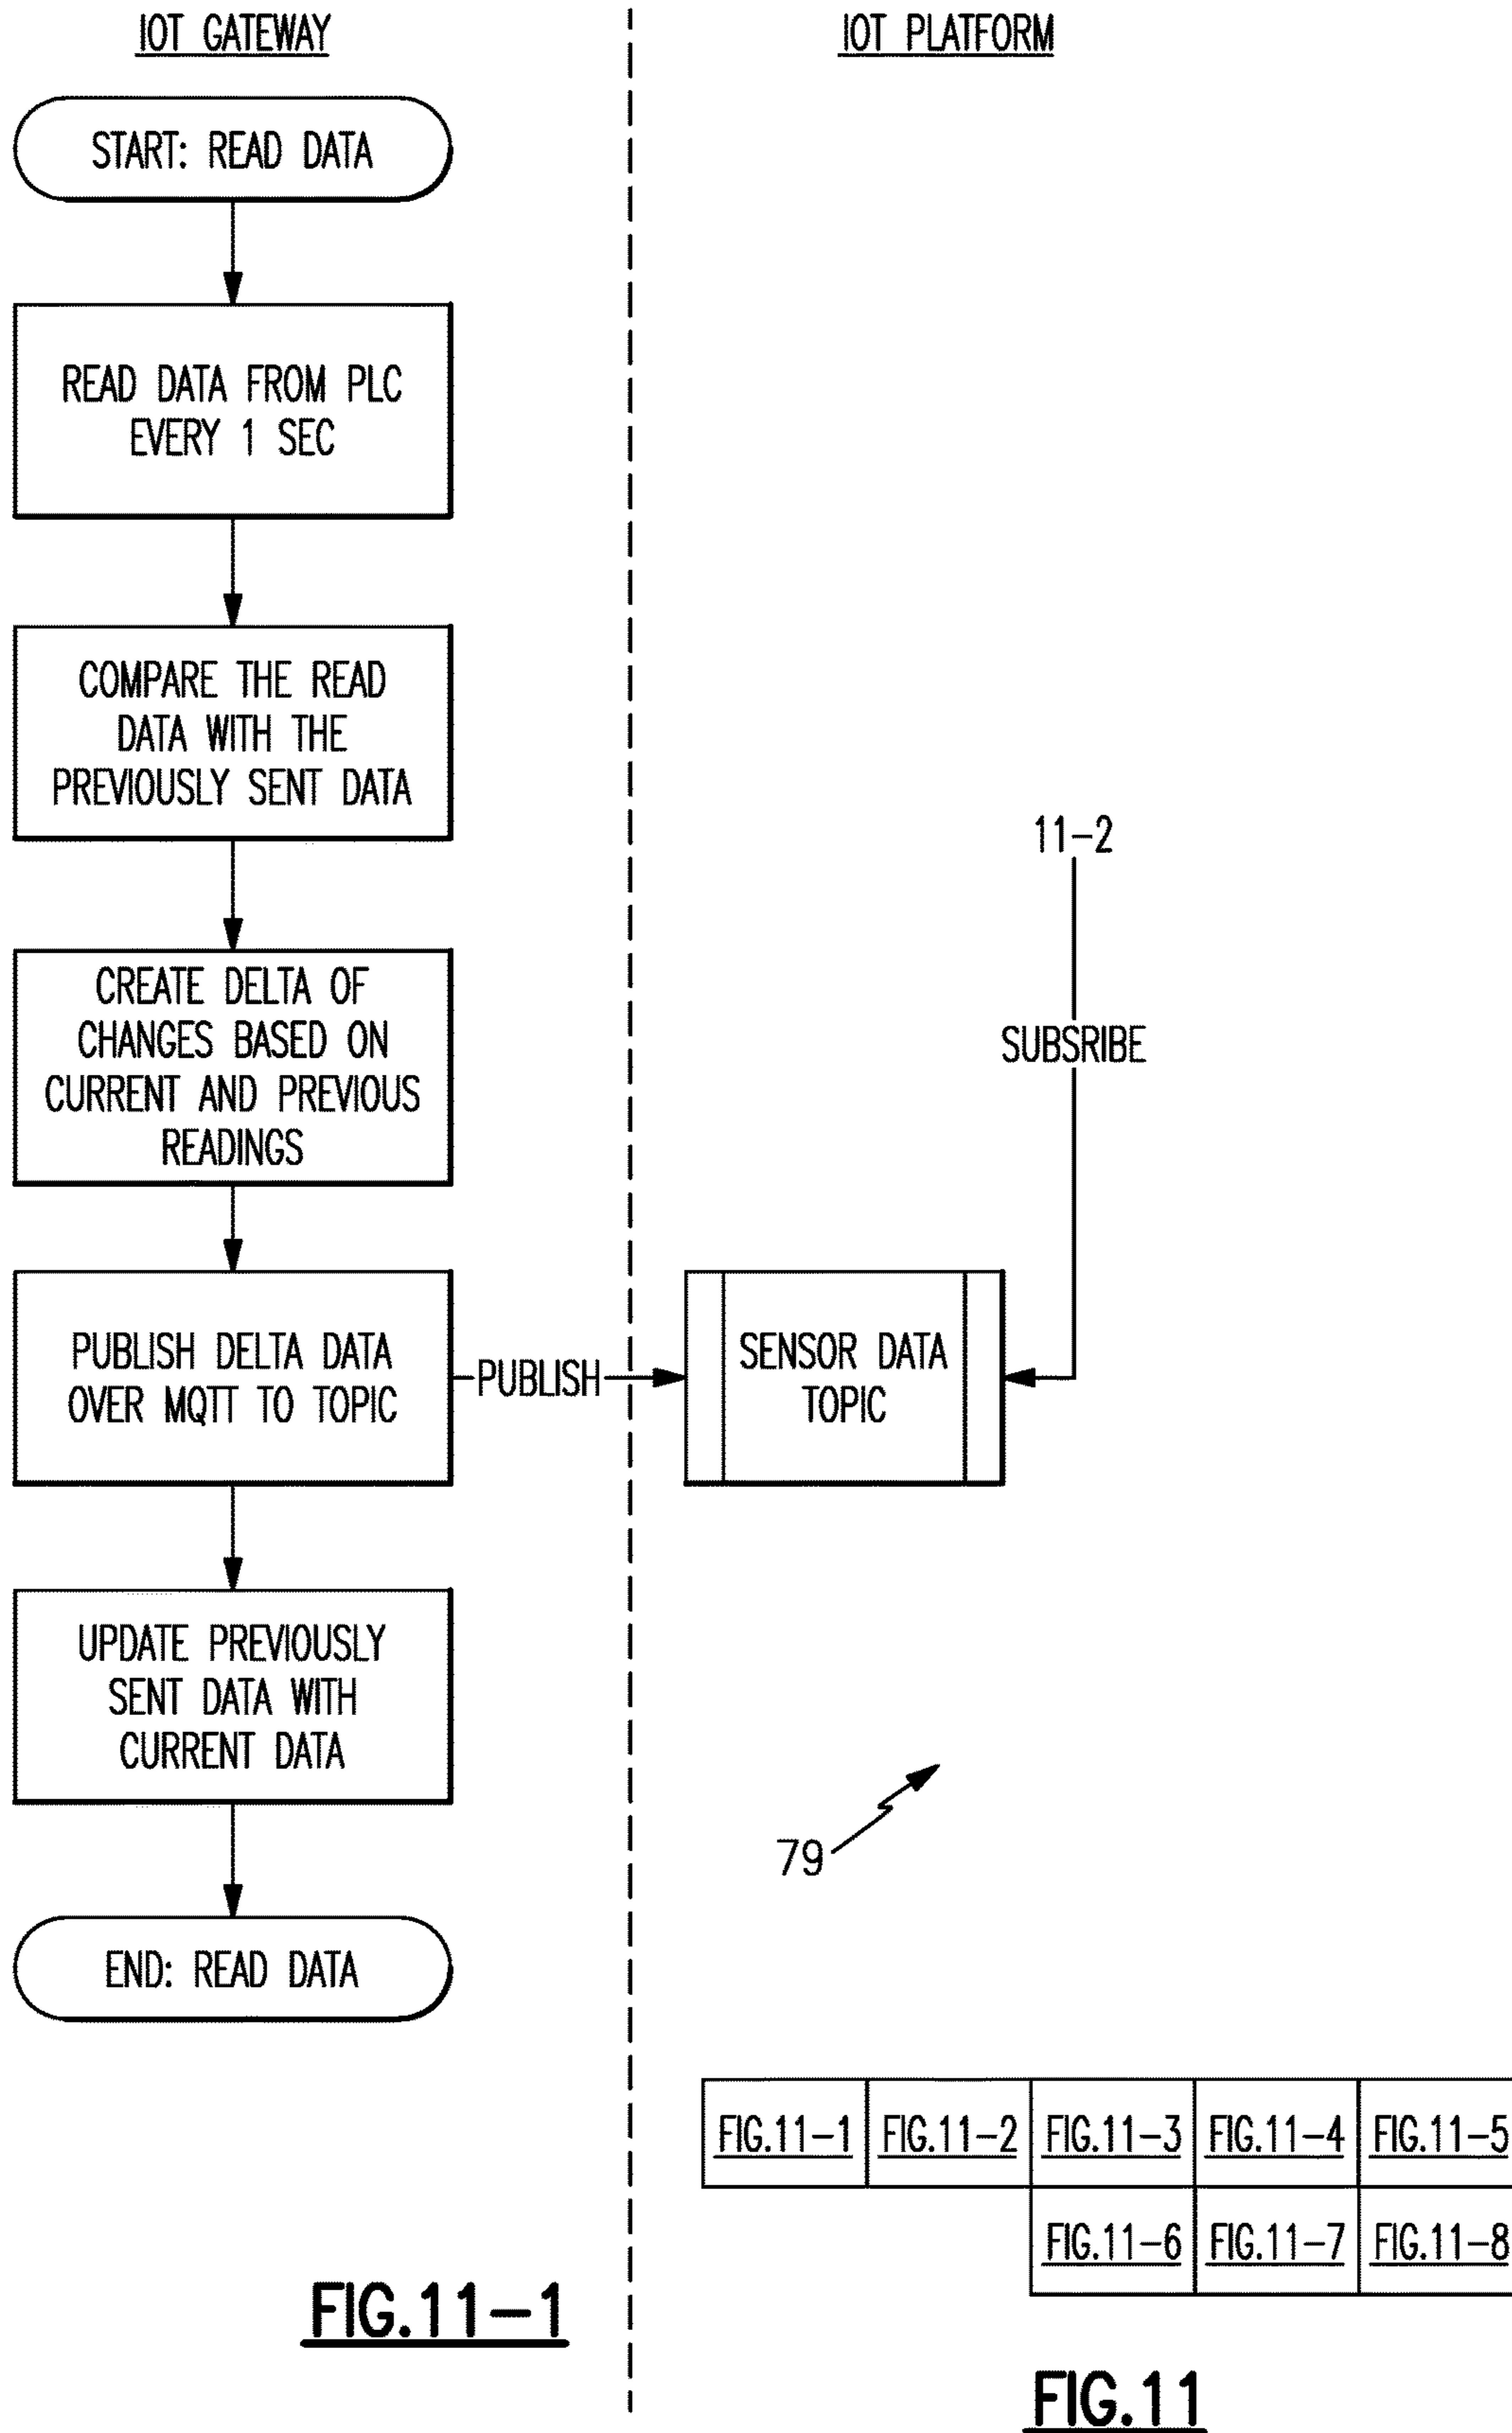 IOT GATEWAY
IOT PLATFORM
START: READ DATA
READ DATA FROM PLC
EVERY 1 SEC
COMPARE THE READ
DATA WITH THE
PREVIOUSLY SENT DATA
11-2
CREATE DELTA OF
CHANGES BASED ON
CURRENT AND PREVIOUS
READINGS
SUBSRIBE
PUBLISH DELTA DATA
OVER MQTT TO TOPIC
PUBLISH
SENSOR DATA
TOPIC
UPDATE PREVIOUSLY
SENT DATA WITH
CURRENT DATA
79
END: READ DATA
FIG.11-1 FIG.11-2 FIG.11-3 FIG.11-4 FIG.11-5
FIG.11-6 FIG.11-7 FIG.11-8
FIG.11-1
FIG.11